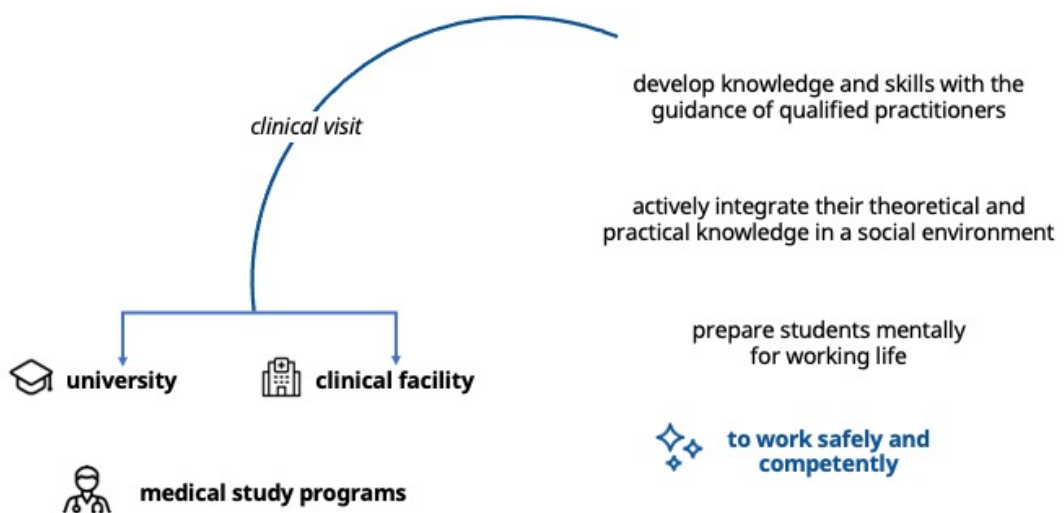 clinical visit
develop knowledge and skills with the
guidance of qualified practitioners
actively integrate their theoretical and
practical knowledge in a social environment
prepare students mentally
for working life
university
clinical facility
to work safely and
competently
medical study programs